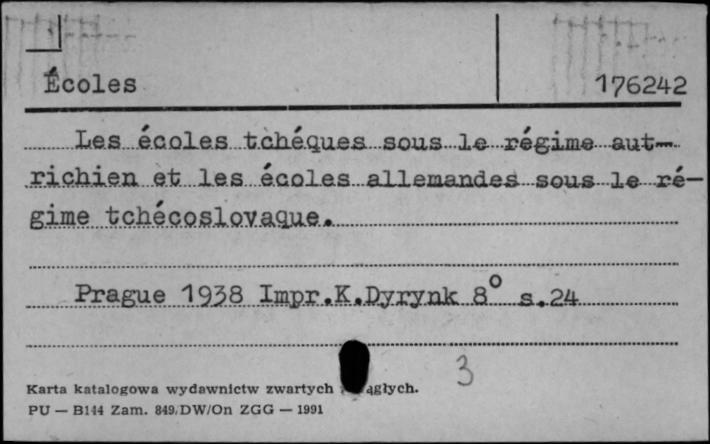 Écoles 176242
Les écoles tchéques sous le régime aut-
richien et les écoles allemandes sous le ré-
gime tchécoslovaque.
Prague 1938 Impr.K.Dyrynk 8° s.24
3
Karta katalogowa wydawnictw zwartych
PU — B144 Zam. 849/DW/On ZGG — 1991